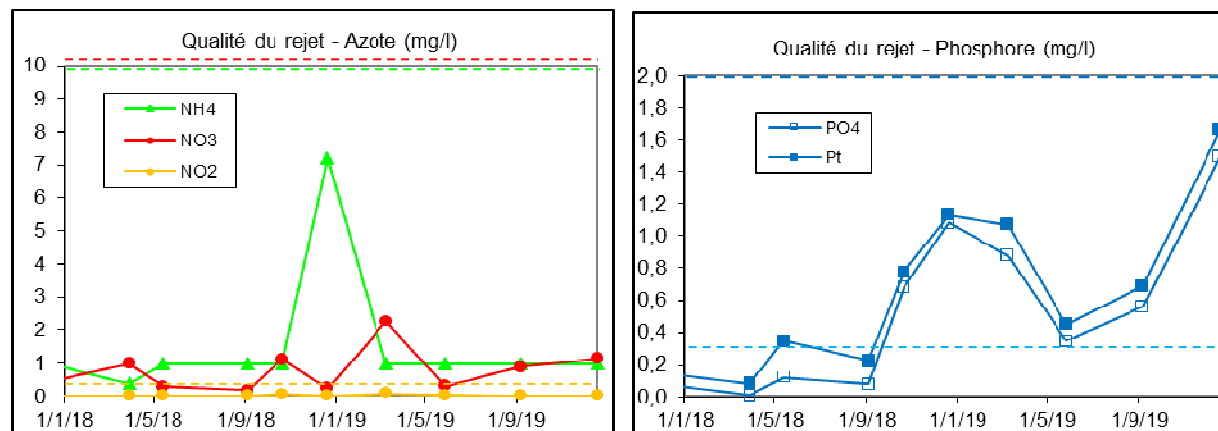 Qualité du rejet - Azote (mg/l)
10
9
8
7
6
5
4
3
2
1
0
NH4
NO3
NO2
1/1/18 1/5/18 1/9/18 1/1/19 1/5/19 1/9/19
Qualité du rejet - Phosphore (mg/l)
2,0
1,8
1,6
1,4
1,2
1,0
0,8
0,6
0,4
0,2
0,0
PO4
Pt
1/1/18 1/5/18 1/9/18 1/1/19 1/5/19 1/9/19